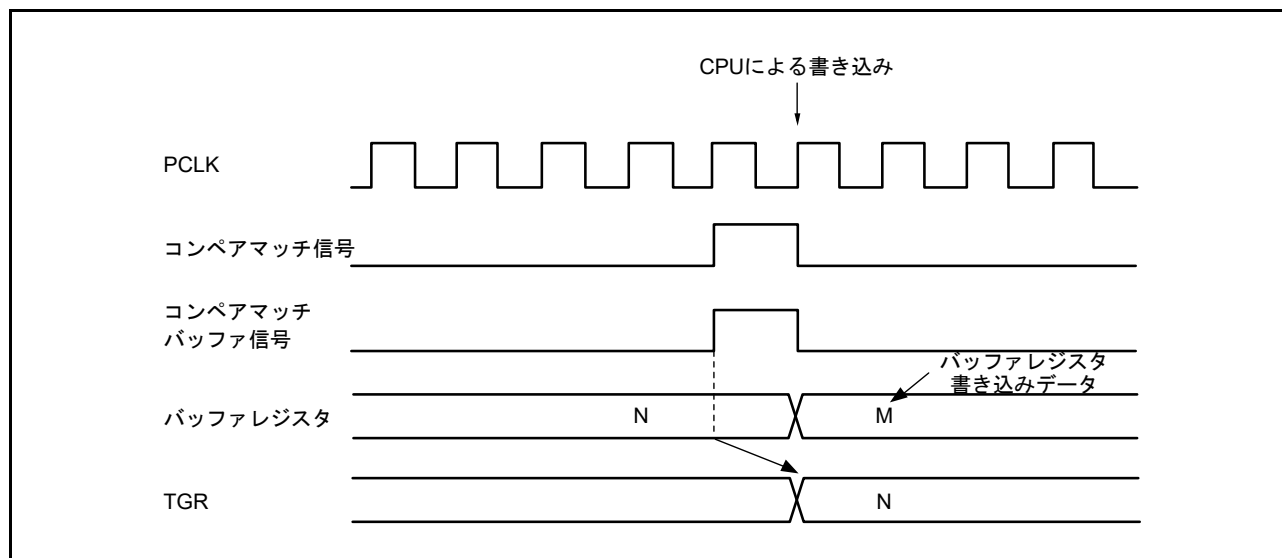 CPUによる書き込み
PCLK
コンペアマッチ信号
コンペアマッチ
バッファ信号
バッファレジスタ
書き込みデータ
バッファレジスタ
N
M
TGR
N